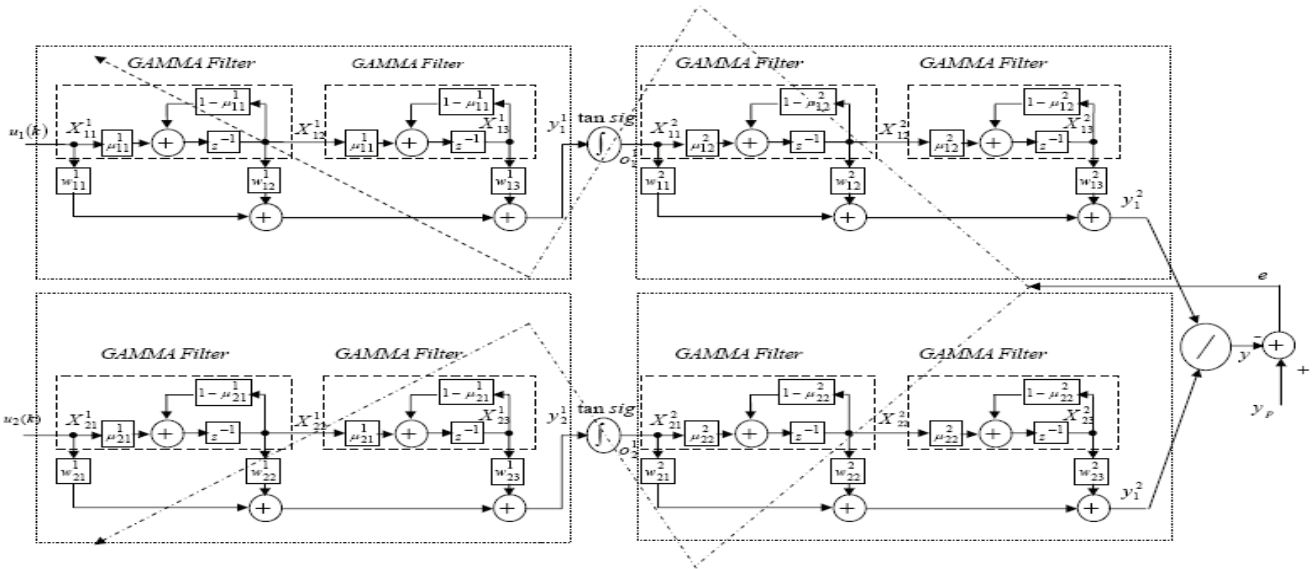 GAMMA Filter
GAMMA Filter
GAMMA Filter
GAMMA Filter
1 − μ¹₁₁
1 − μ¹₁₁
1 − μ²₁₂
1 − μ²₁₂
u₁(k)
X¹₁₁
μ¹₁₁
+
z⁻¹
X¹₁₂
μ¹₁₁
+
z⁻¹
X¹₁₃
y¹₁
tan sig
∫
o¹₁
X²₁₁
μ²₁₂
+
z⁻¹
X²₁₂
μ²₁₂
+
z⁻¹
X²₁₃
w¹₁₁
w¹₁₂
w¹₁₃
w²₁₁
w²₁₂
w²₁₃
+
+
+
+
y²₁
e
GAMMA Filter
GAMMA Filter
GAMMA Filter
GAMMA Filter
/
y
−
+
+
y_p
1 − μ¹₂₁
1 − μ¹₂₁
1 − μ²₂₂
1 − μ²₂₂
u₂(k)
X¹₂₁
μ¹₂₁
+
z⁻¹
X¹₂₂
μ¹₂₁
+
z⁻¹
X¹₂₃
y¹₂
tan sig
∫
o¹₂
X²₂₁
μ²₂₂
+
z⁻¹
X²₂₂
μ²₂₂
+
z⁻¹
X²₂₃
w¹₂₁
w¹₂₂
w¹₂₃
w²₂₁
w²₂₂
w²₂₃
+
+
+
+
y²₁